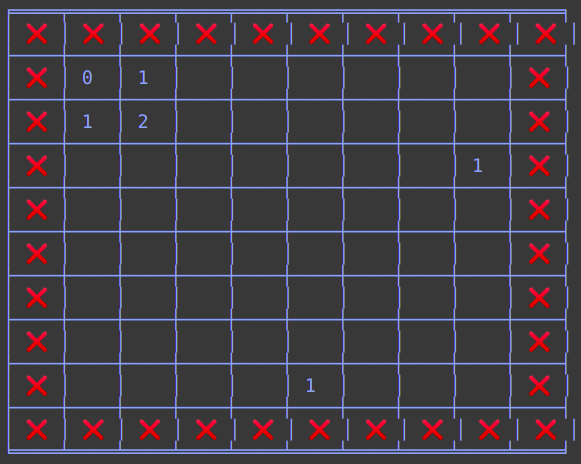 ❌ | ❌ | ❌ | ❌ | ❌ | ❌ | ❌ | ❌ | ❌ | ❌ |
❌ | 0 | 1 | | | | | | | ❌ |
❌ | 1 | 2 | | | | | | | ❌ |
❌ | | | | | | | | 1 | ❌ |
❌ | | | | | | | | | ❌ |
❌ | | | | | | | | | ❌ |
❌ | | | | | | | | | ❌ |
❌ | | | | | | | | | ❌ |
❌ | | | | | 1 | | | | ❌ |
❌ | ❌ | ❌ | ❌ | ❌ | ❌ | ❌ | ❌ | ❌ | ❌ |